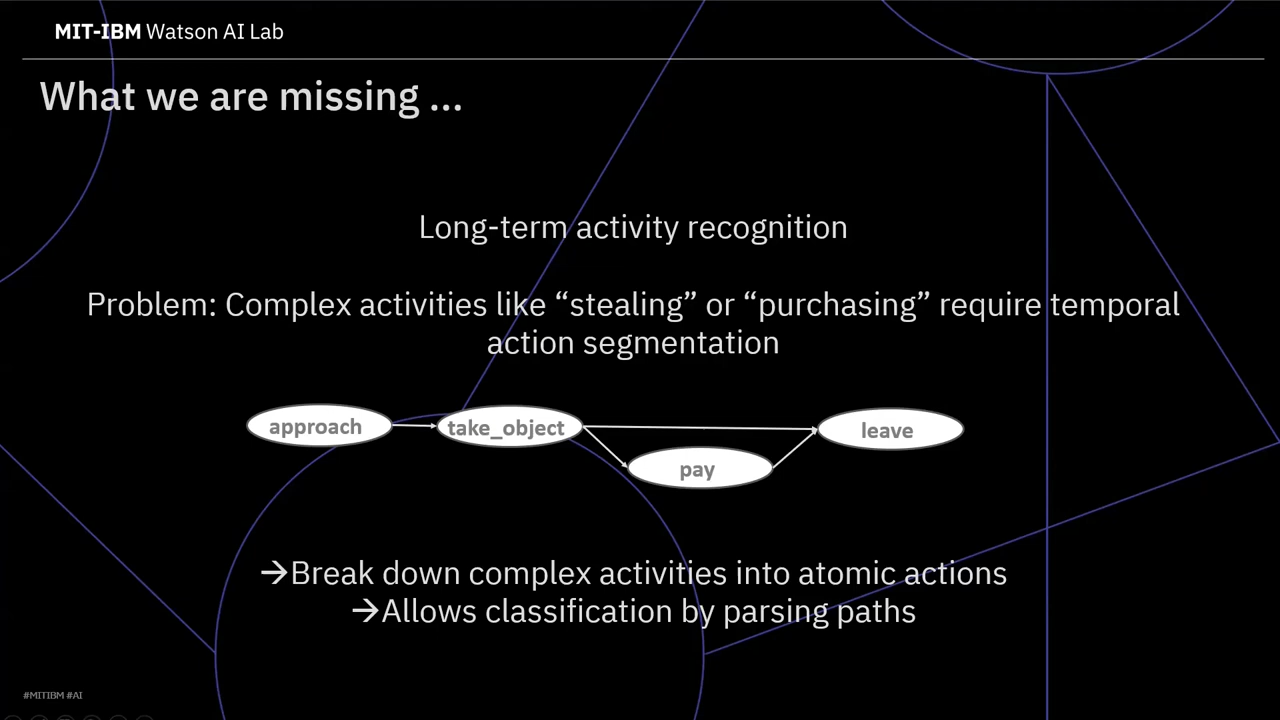 MIT-IBM Watson AI Lab
What we are missing ...
Long-term activity recognition
Problem: Complex activities like “stealing” or “purchasing” require temporal
action segmentation
approach
take_object
leave
pay
→Break down complex activities into atomic actions
→Allows classification by parsing paths
#MITIBM #AI